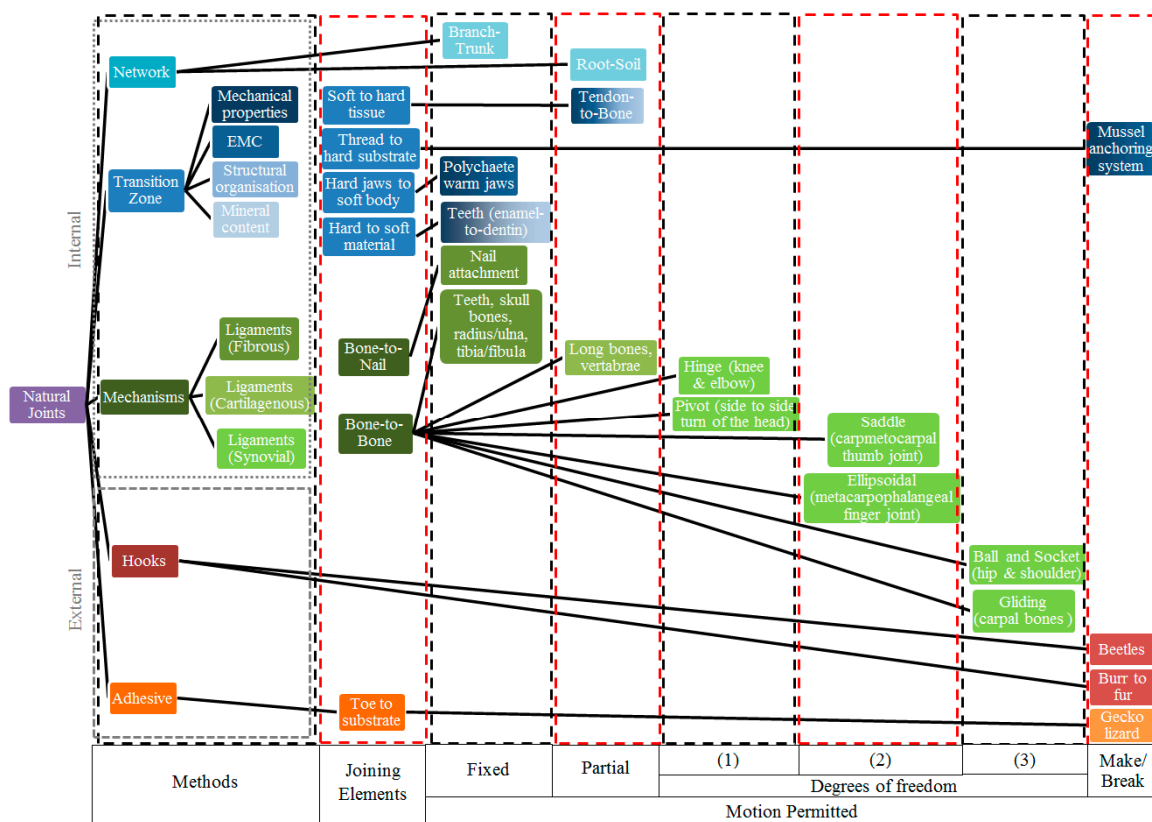 Internal
External
Natural
Joints
Network
Transition
Zone
Mechanical
properties
EMC
Structural
organisation
Mineral
content
Mechanisms
Ligaments
(Fibrous)
Ligaments
(Cartilagenous)
Ligaments
(Synovial)
Hooks
Adhesive
Soft to hard
tissue
Thread to
hard substrate
Hard jaws to
soft body
Hard to soft
material
Bone-to-
Nail
Bone-to-
Bone
Toe to
substrate
Branch-
Trunk
Polychaete
warm jaws
Teeth (enamel-
to-dentin)
Nail
attachment
Teeth, skull
bones,
radius/ulna,
tibia/fibula
Root-Soil
Tendon-
to-Bone
Long bones,
vertabrae
Hinge (knee
& elbow)
Pivot (side to side
turn of the head)
Saddle
(carpmetocarpal
thumb joint)
Ellipsoidal
(metacarpophalangeal
finger joint)
Ball and Socket
(hip & shoulder)
Gliding
(carpal bones )
Mussel
anchoring
system
Beetles
Burr to
fur
Gecko
lizard
Methods
Joining
Elements
Fixed
Partial
(1)
(2)
(3)
Degrees of freedom
Make/
Break
Motion Permitted